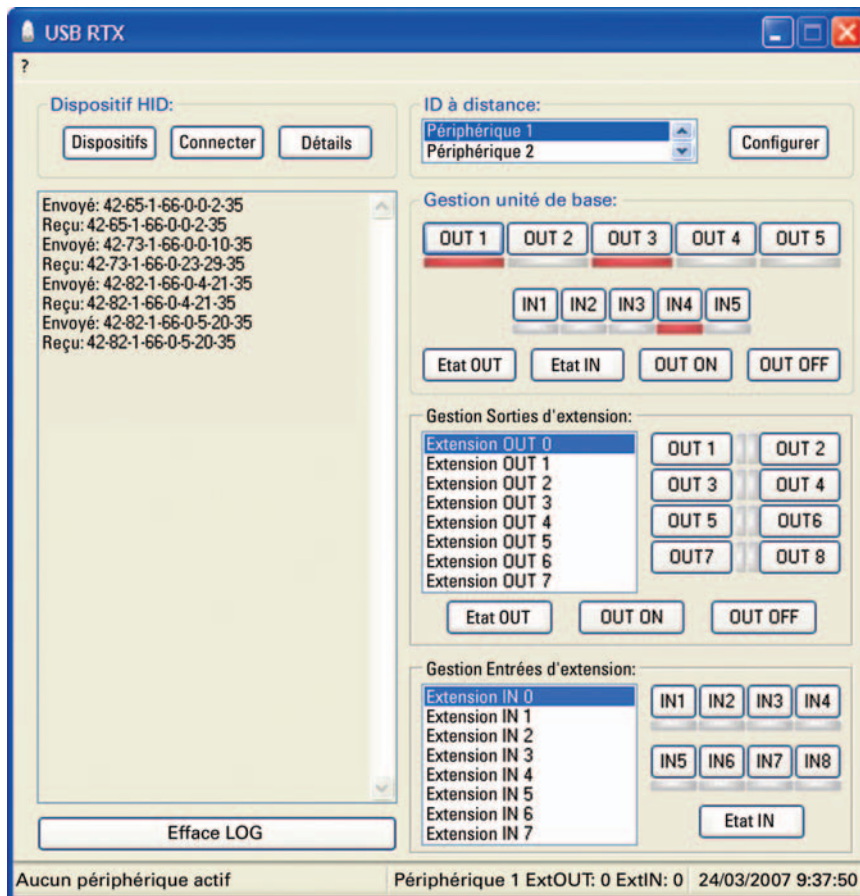 USB RTX
?
Dispositif HID:
Dispositifs Connecter Détails
Envoyé: 42-65-1-66-0-0-2-35
Reçu: 42-65-1-66-0-0-2-35
Envoyé: 42-73-1-66-0-0-10-35
Reçu: 42-73-1-66-0-23-29-35
Envoyé: 42-82-1-66-0-4-21-35
Reçu: 42-82-1-66-0-4-21-35
Envoyé: 42-82-1-66-0-5-20-35
Reçu: 42-82-1-66-0-5-20-35
Efface LOG
ID à distance:
Périphérique 1
Périphérique 2
Configurer
Gestion unité de base:
OUT 1 OUT 2 OUT 3 OUT 4 OUT 5
IN1 IN2 IN3 IN4 IN5
Etat OUT Etat IN OUT ON OUT OFF
Gestion Sorties d'extension:
Extension OUT 0
Extension OUT 1
Extension OUT 2
Extension OUT 3
Extension OUT 4
Extension OUT 5
Extension OUT 6
Extension OUT 7
OUT 1 OUT 2
OUT 3 OUT 4
OUT 5 OUT6
OUT7 OUT 8
Etat OUT OUT ON OUT OFF
Gestion Entrées d'extension:
Extension IN 0
Extension IN 1
Extension IN 2
Extension IN 3
Extension IN 4
Extension IN 5
Extension IN 6
Extension IN 7
IN1 IN2 IN3 IN4
IN5 IN6 IN7 IN8
Etat IN
Aucun périphérique actif Périphérique 1 ExtOUT: 0 ExtIN: 0 24/03/2007 9:37:50